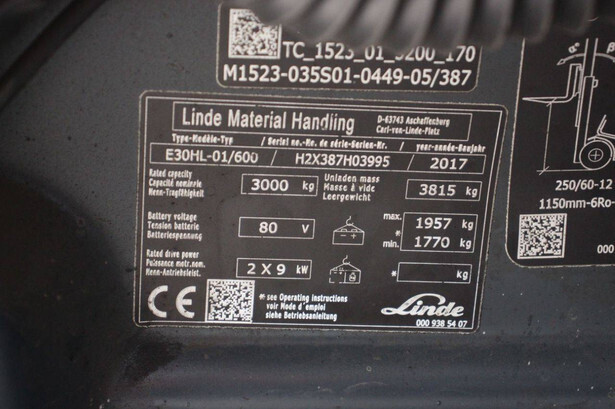 TC_1523_01_5200_170
M1523-035S01-0449-05/387
Linde Material Handling
D-63743 Aschaffenburg
Carl-von-Linde-Platz
Type-Modèle-Typ / Serial no.-No. de série-Serien-Nr. / year-année-Baujahr
E30HL-01/600 / H2X387H03995 / 2017
Rated capacity
Capacité nominale
Nenn-Tragfähigkeit
3000 kg
Unladen mass
Masse à vide
Leergewicht
3815 kg
Battery voltage
Tension batterie
Batteriespannung
80 V
max. 1957 kg
*
min. 1770 kg
Rated drive power
Puissance motr.nom.
Nenn-Antriebsleist.
2 X 9 kW
* kg
CE
* see Operating instructions
voir Mode d'emploi
siehe Betriebsanleitung
Linde
000 938 54 07
α β
250/60-12
1150mm-6Ro-
000